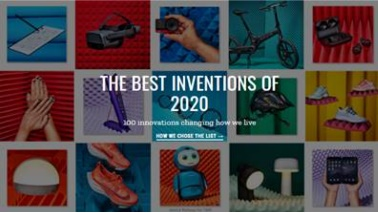 THE BEST INVENTIONS OF
2020
100 innovations changing how we live
HOW WE CHOSE THE LIST →